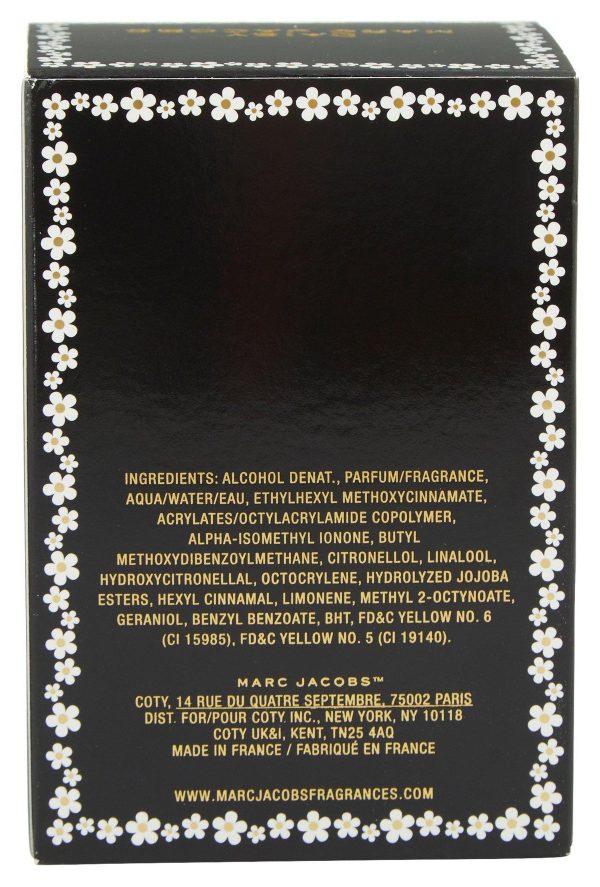 INGREDIENTS: ALCOHOL DENAT., PARFUM/FRAGRANCE,
AQUA/WATER/EAU, ETHYLHEXYL METHOXYCINNAMATE,
ACRYLATES/OCTYLACRYLAMIDE COPOLYMER,
ALPHA-ISOMETHYL IONONE, BUTYL
METHOXYDIBENZOYLMETHANE, CITRONELLOL, LINALOOL,
HYDROXYCITRONELLAL, OCTOCRYLENE, HYDROLYZED JOJOBA
ESTERS, HEXYL CINNAMAL, LIMONENE, METHYL 2-OCTYNOATE,
GERANIOL, BENZYL BENZOATE, BHT, FD&C YELLOW NO. 6
(CI 15985), FD&C YELLOW NO. 5 (CI 19140).
MARC JACOBS™
COTY, 14 RUE DU QUATRE SEPTEMBRE, 75002 PARIS
DIST. FOR/POUR COTY INC., NEW YORK, NY 10118
COTY UK&I, KENT, TN25 4AQ
MADE IN FRANCE / FABRIQUÉ EN FRANCE
WWW.MARCJACOBSFRAGRANCES.COM